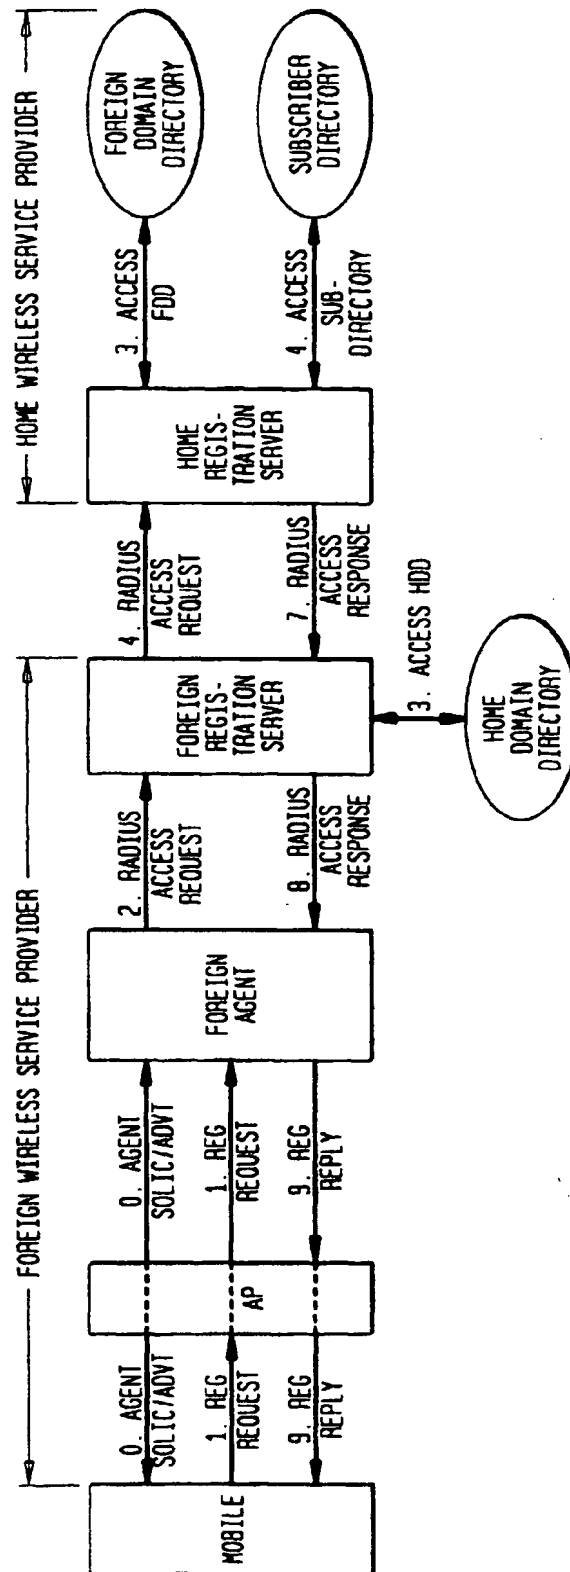 FOREIGN WIRELESS SERVICE PROVIDER
HOME WIRELESS SERVICE PROVIDER
MOBILE
0. AGENT
SOLIC/ADVT
1. REG
REQUEST
9. REG
REPLY
AP
0. AGENT
SOLIC/ADVT
1. REG
REQUEST
9. REG
REPLY
FOREIGN
AGENT
2. RADIUS
ACCESS
REQUEST
8. RADIUS
ACCESS
RESPONSE
FOREIGN
REGIS-
TRATION
SERVER
3. ACCESS HDD
HOME
DOMAIN
DIRECTORY
4. RADIUS
ACCESS
REQUEST
7. RADIUS
ACCESS
RESPONSE
HOME
REGIS-
TRATION
SERVER
3. ACCESS
FDD
4. ACCESS
SUB-
DIRECTORY
FOREIGN
DOMAIN
DIRECTORY
SUBSCRIBER
DIRECTORY